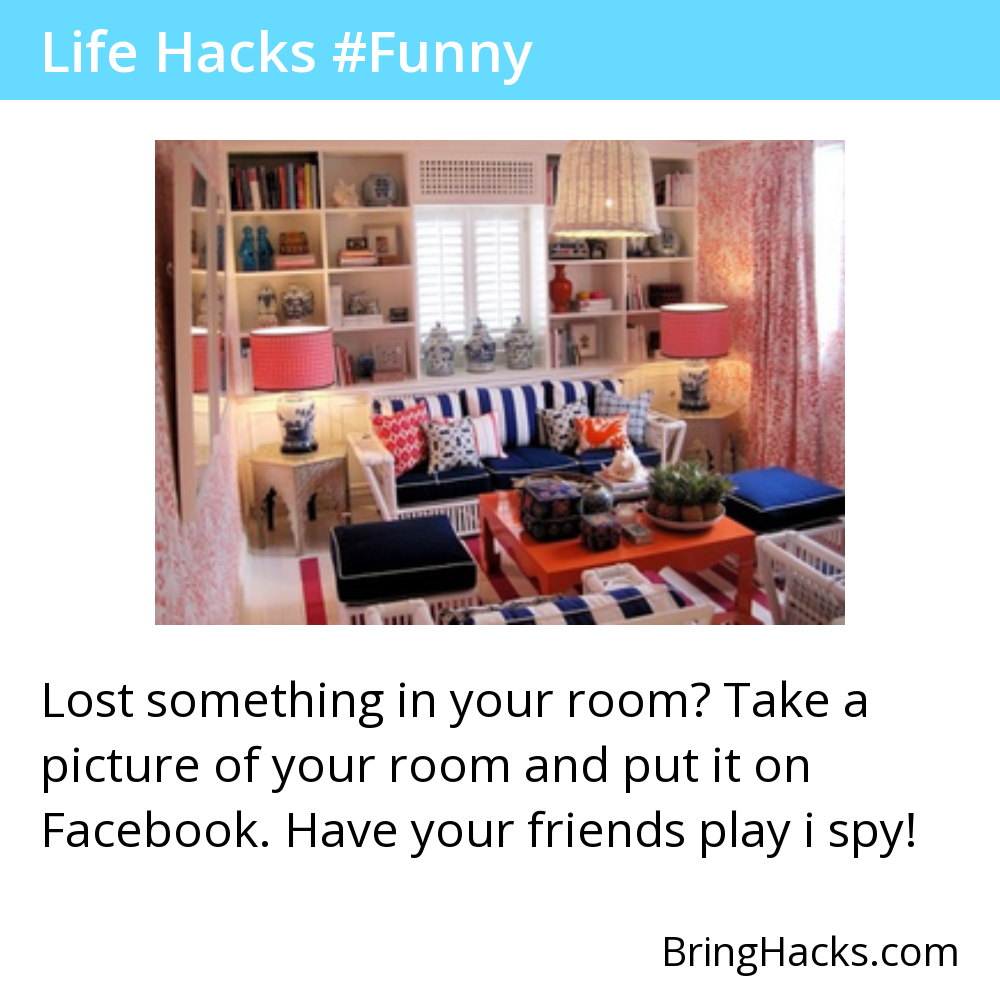 Life Hacks #Funny
Lost something in your room? Take a
picture of your room and put it on
Facebook. Have your friends play i spy!
BringHacks.com